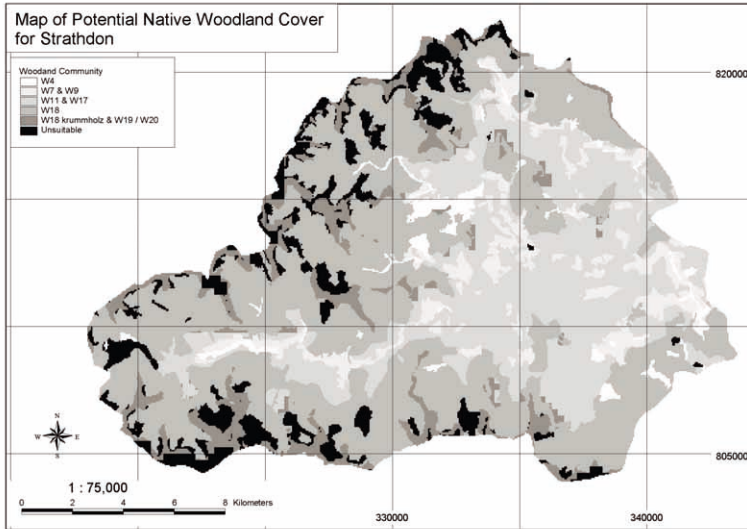 Map of Potential Native Woodland Cover
for Strathdon
Woodand Community
W4
W7 & W9
W11 & W17
W18
W18 krummholz & W19 / W20
Unsuitable
820000
805000
N
W E
S
1 : 75,000
0 2 4 6 8 Kilometers
330000
340000